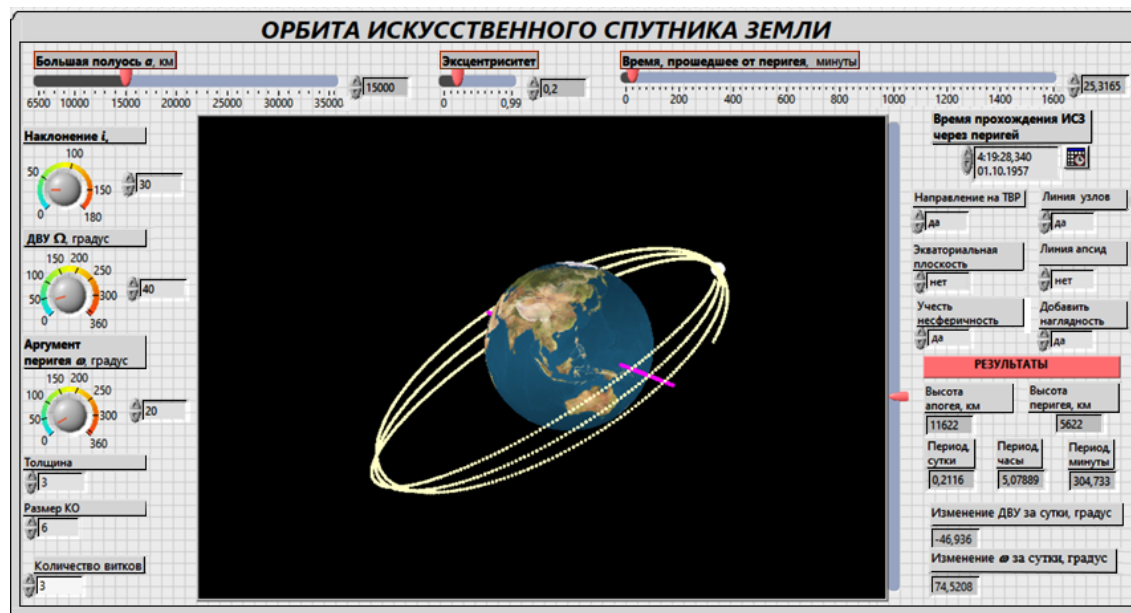 ОРБИТА ИСКУССТВЕННОГО СПУТНИКА ЗЕМЛИ
Большая полуось a, км
6500 10000 15000 20000 25000 30000 35000
15000
Эксцентриситет
0 0,99
0,2
Время, прошедшее от перигея, минуты
0 200 400 600 800 1000 1200 1400 1600
25,3165
Наклонение i,
0 50 100 150 180
30
ДВУ Ω, градус
0 50 100 150 200 250 300 360
40
Аргумент
перигея ω, градус
0 50 100 150 200 250 300 360
20
Толщина
3
Размер КО
6
Количество витков
3
Время прохождения ИСЗ
через перигей
4:19:28,340
01.10.1957
Направление на ТВР
да
Линия узлов
да
Экваториальная
плоскость
нет
Линия апсид
нет
Учесть
несферичность
да
Добавить
наглядность
да
РЕЗУЛЬТАТЫ
Высота
апогея, км
11622
Высота
перигея, км
5622
Период,
сутки
0,2116
Период,
часы
5,07889
Период,
минуты
304,733
Изменение ДВУ за сутки, градус
-46,936
Изменение ω за сутки, градус
74,5208